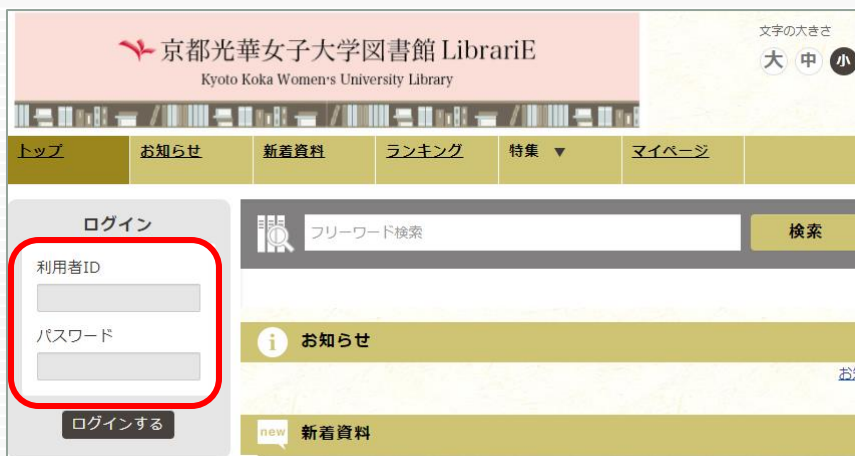 京都光華女子大学図書館 LibrariE
Kyoto Koka Women's University Library
文字の大きさ
大 中 小
トップ お知らせ 新着資料 ランキング 特集 ▼ マイページ
ログイン
利用者ID
パスワード
ログインする
フリーワード検索 検索
i お知らせ
お知
new 新着資料